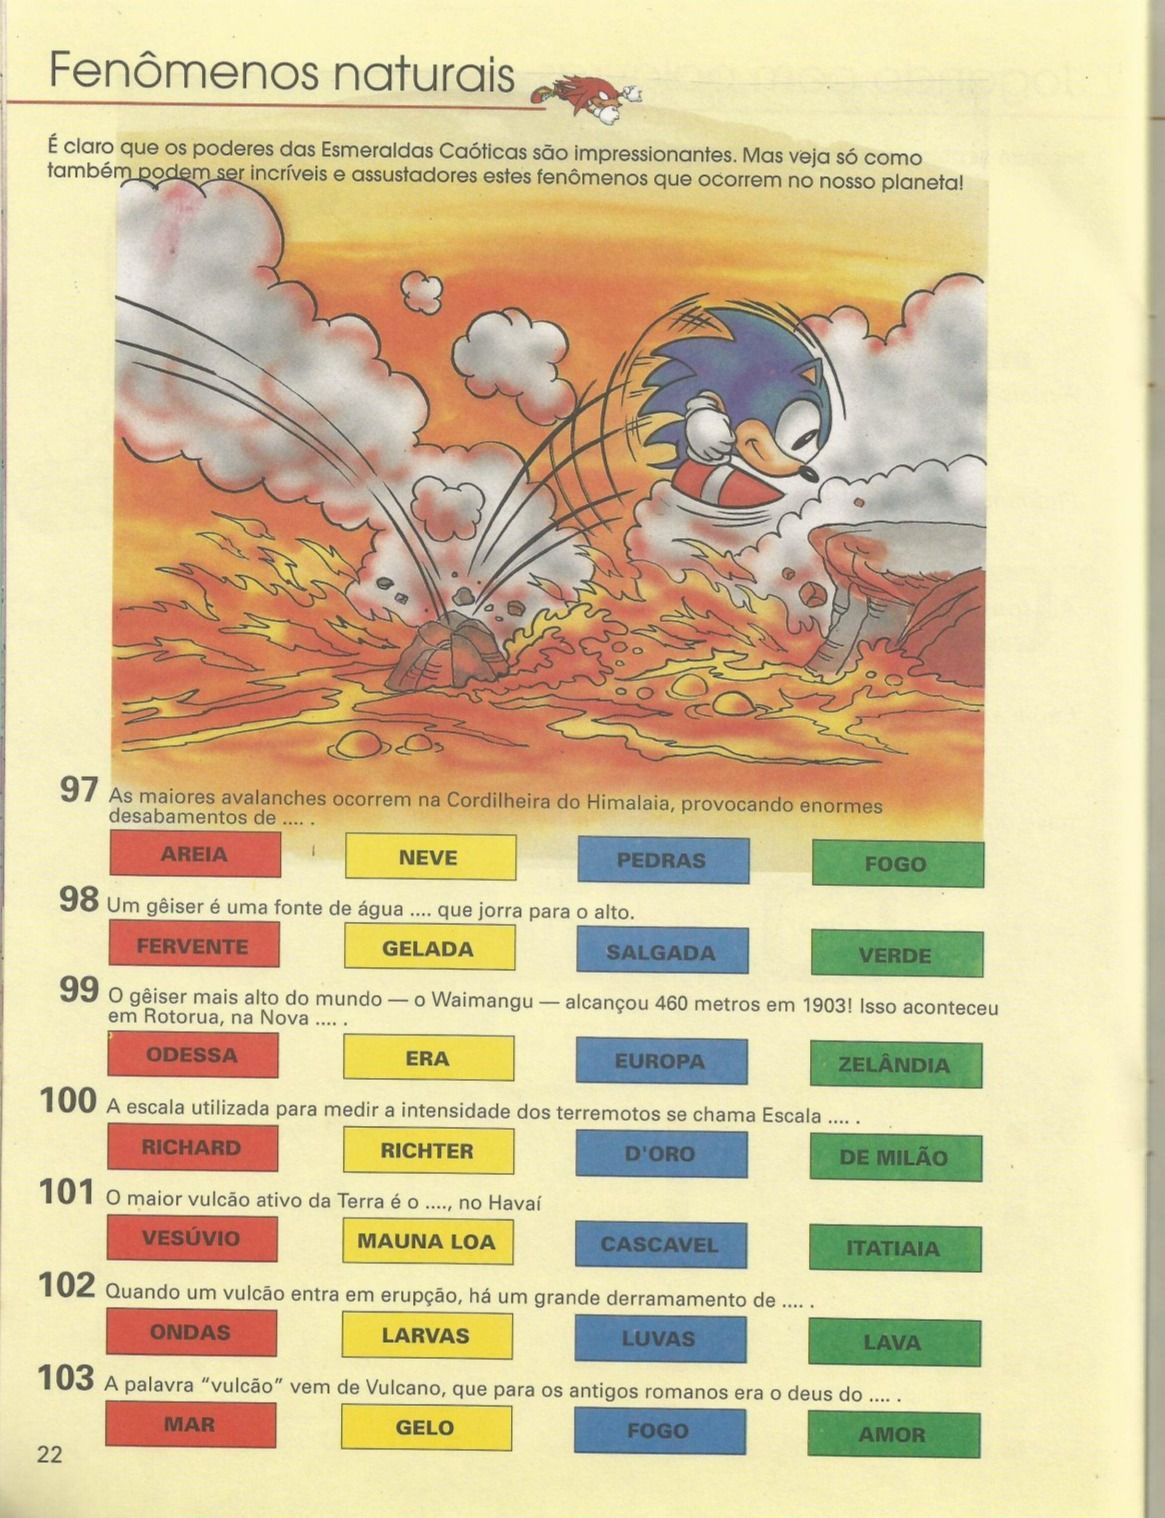 Fenômenos naturais
É claro que os poderes das Esmeraldas Caóticas são impressionantes. Mas veja só como
também podem ser incríveis e assustadores estes fenômenos que ocorrem no nosso planeta!
97 As maiores avalanches ocorrem na Cordilheira do Himalaia, provocando enormes
desabamentos de .... .
AREIA NEVE PEDRAS FOGO
98 Um gêiser é uma fonte de água .... que jorra para o alto.
FERVENTE GELADA SALGADA VERDE
99 O gêiser mais alto do mundo — o Waimangu — alcançou 460 metros em 1903! Isso aconteceu
em Rotorua, na Nova .... .
ODESSA ERA EUROPA ZELÂNDIA
100 A escala utilizada para medir a intensidade dos terremotos se chama Escala .... .
RICHARD RICHTER D'ORO DE MILÃO
101 O maior vulcão ativo da Terra é o ...., no Havaí
VESÚVIO MAUNA LOA CASCAVEL ITATIAIA
102 Quando um vulcão entra em erupção, há um grande derramamento de .... .
ONDAS LARVAS LUVAS LAVA
103 A palavra “vulcão” vem de Vulcano, que para os antigos romanos era o deus do .... .
MAR GELO FOGO AMOR
22